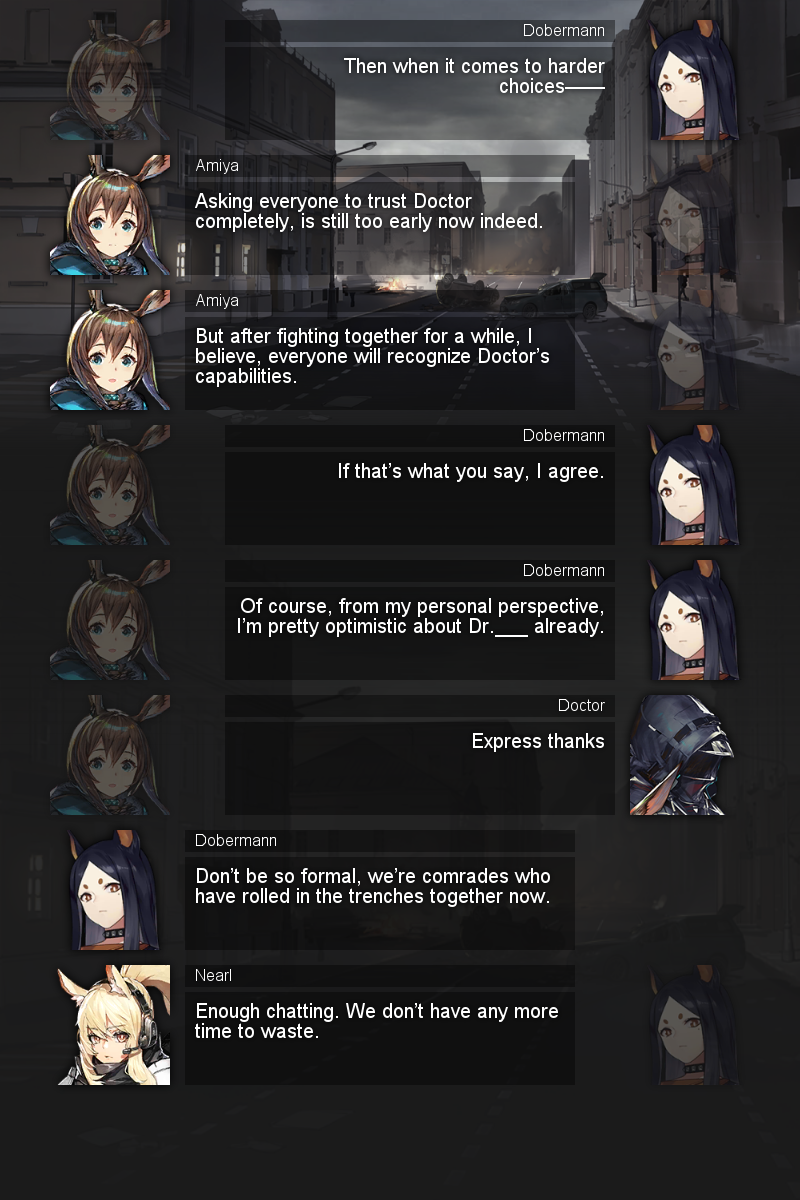 Dobermann
Then when it comes to harder
choices——
Amiya
Asking everyone to trust Doctor
completely, is still too early now indeed.
Amiya
But after fighting together for a while, I
believe, everyone will recognize Doctor's
capabilities.
Dobermann
If that's what you say, I agree.
Dobermann
Of course, from my personal perspective,
I'm pretty optimistic about Dr.___ already.
Doctor
Express thanks
Dobermann
Don't be so formal, we're comrades who
have rolled in the trenches together now.
Nearl
Enough chatting. We don't have any more
time to waste.